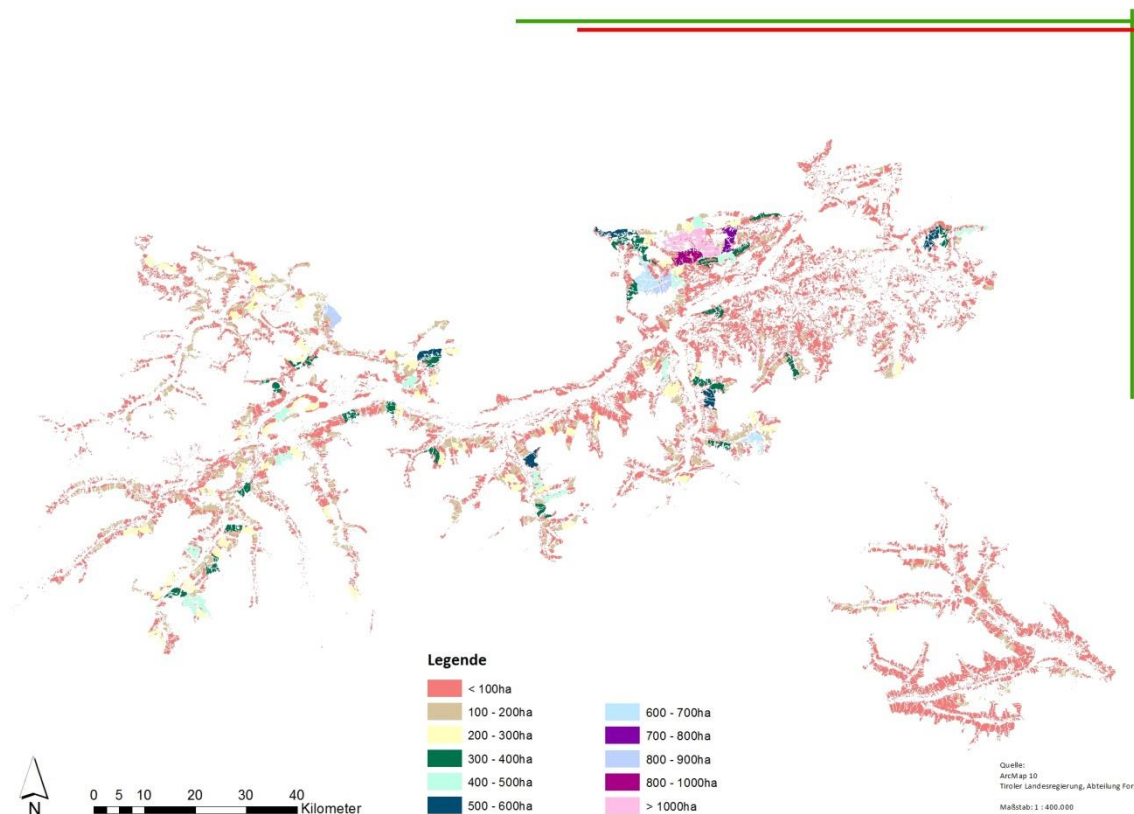 Legende
< 100ha
100 - 200ha
200 - 300ha
300 - 400ha
400 - 500ha
500 - 600ha
600 - 700ha
700 - 800ha
800 - 900ha
800 - 1000ha
> 1000ha
N
0 5 10 20 30 40
Kilometer
Quelle:
ArcMap 10
Tiroler Landesregierung, Abteilung For
Maßstab: 1 : 400.000